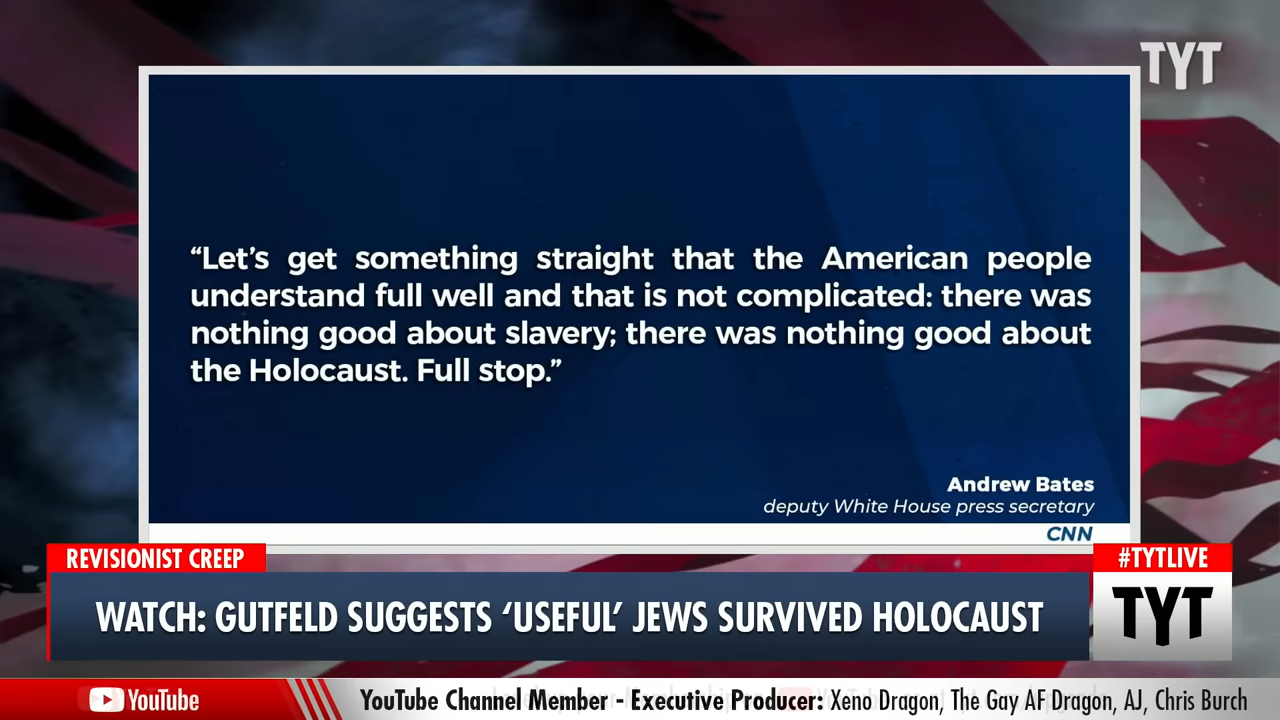 TYT
“Let’s get something straight that the American people
understand full well and that is not complicated: there was
nothing good about slavery; there was nothing good about
the Holocaust. Full stop.”
Andrew Bates
deputy White House press secretary
CNN
REVISIONIST CREEP
#TYTLIVE
WATCH: GUTFELD SUGGESTS ‘USEFUL’ JEWS SURVIVED HOLOCAUST
TYT
YouTube
YouTube Channel Member - Executive Producer: Xeno Dragon, The Gay AF Dragon, AJ, Chris Burch